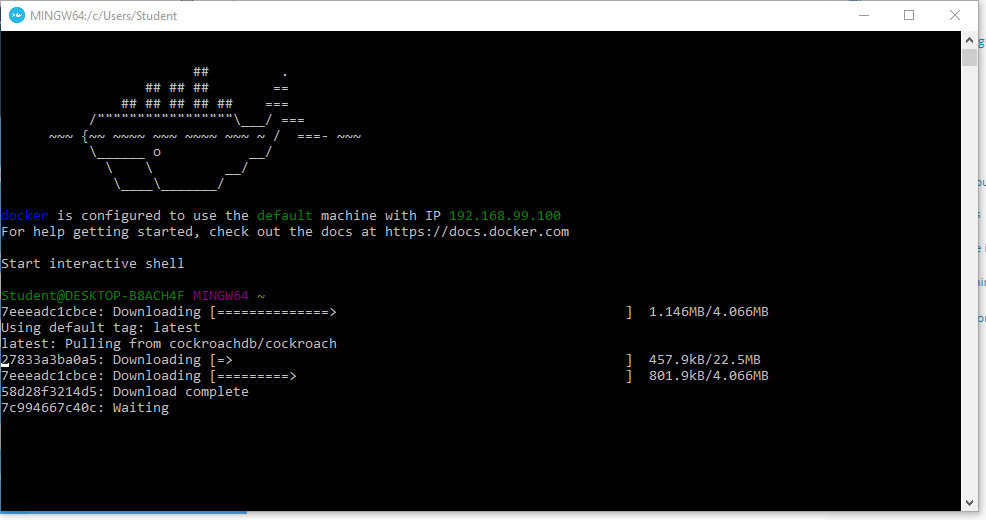 MINGW64:/c/Users/Student
                        ##         .
                  ## ## ##        ==
               ## ## ## ## ##    ===
           /"""""""""""""""""\___/ ===
      ~~~ {~~ ~~~~ ~~~ ~~~~ ~~~ ~ /  ===- ~~~
           \______ o           __/
             \    \         __/
              \____\_______/
docker is configured to use the default machine with IP 192.168.99.100
For help getting started, check out the docs at https://docs.docker.com
Start interactive shell
Student@DESKTOP-B8ACH4F MINGW64 ~
7eeeadc1cbce: Downloading [==============>                                    ]  1.146MB/4.066MB
Using default tag: latest
latest: Pulling from cockroachdb/cockroach
27833a3ba0a5: Downloading [=>                                                 ]  457.9kB/22.5MB
7eeeadc1cbce: Downloading [=========>                                         ]  801.9kB/4.066MB
58d28f3214d5: Download complete
7c994667c40c: Waiting